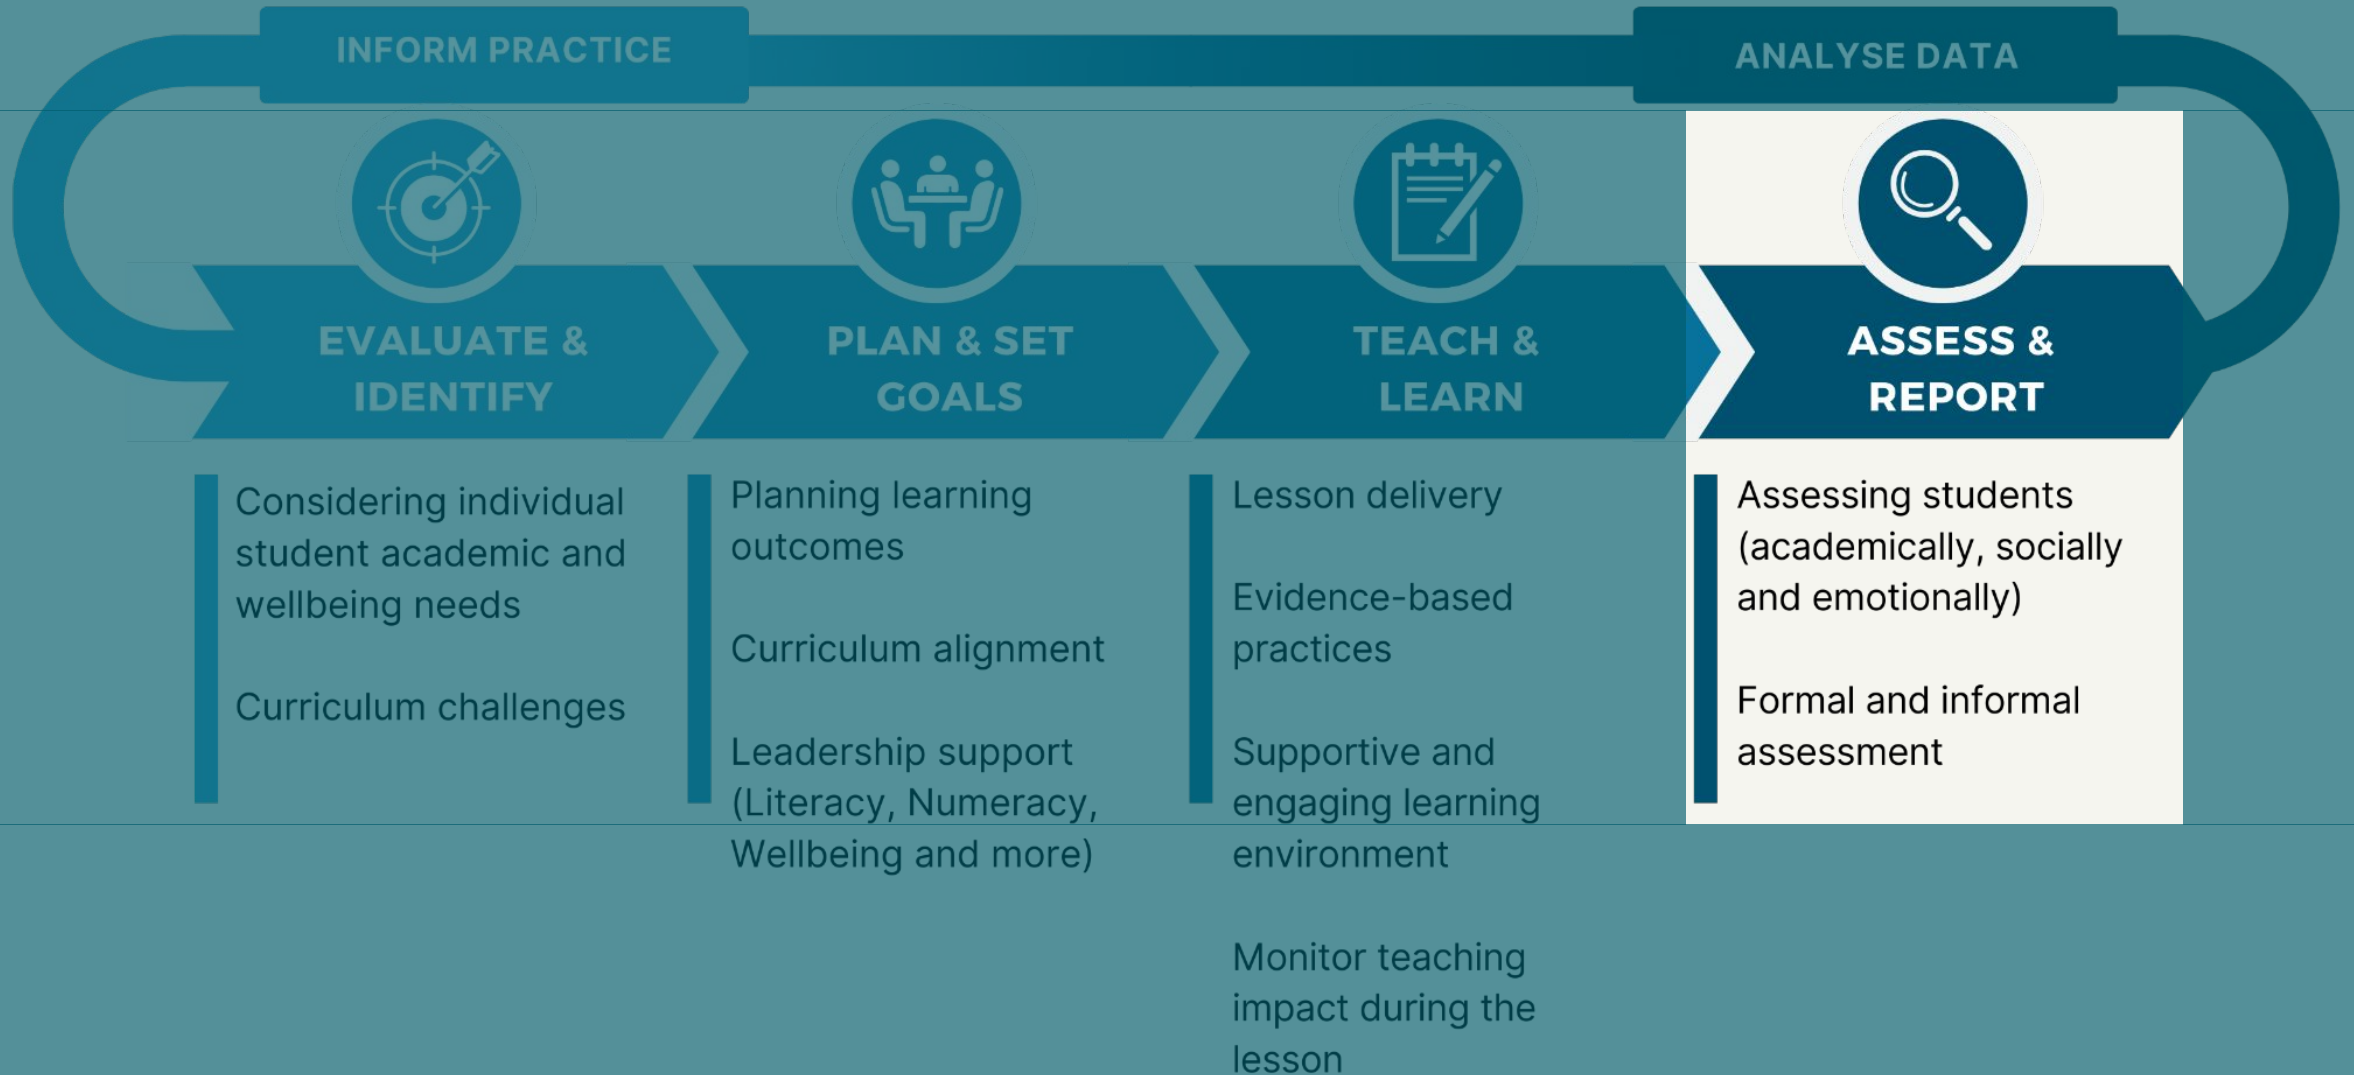 INFORM PRACTICE
ANALYSE DATA
EVALUATE &
IDENTIFY
PLAN & SET
GOALS
TEACH &
LEARN
ASSESS &
REPORT
Considering individual
student academic and
wellbeing needs
Curriculum challenges
Planning learning
outcomes
Curriculum alignment
Leadership support
(Literacy, Numeracy,
Wellbeing and more)
Lesson delivery
Evidence-based
practices
Supportive and
engaging learning
environment
Monitor teaching
impact during the
lesson
Assessing students
(academically, socially
and emotionally)
Formal and informal
assessment